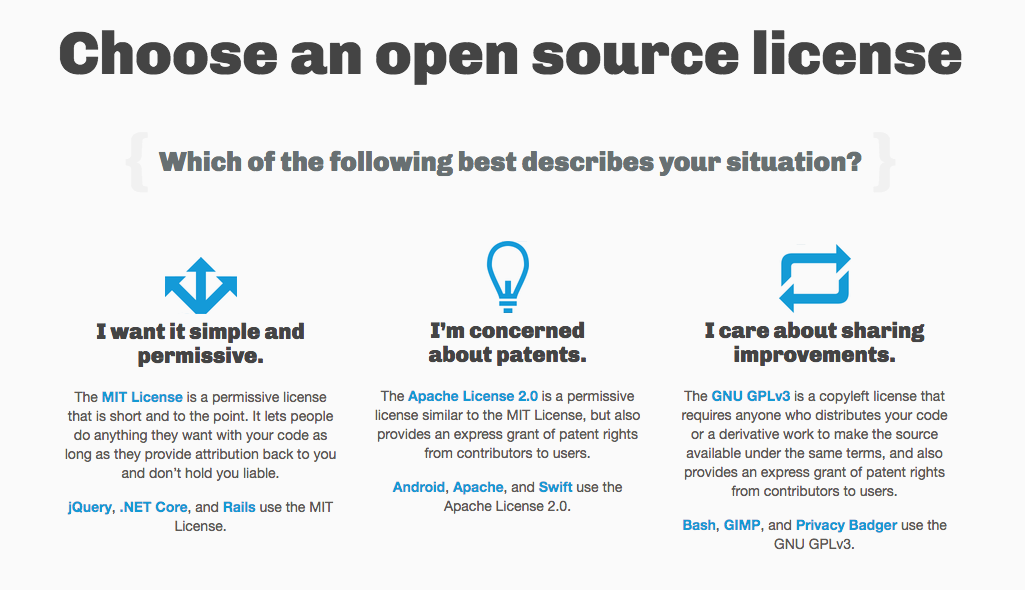 Choose an open source license
{ Which of the following best describes your situation? }
I want it simple and
permissive.
The MIT License is a permissive license
that is short and to the point. It lets people
do anything they want with your code as
long as they provide attribution back to you
and don’t hold you liable.
jQuery, .NET Core, and Rails use the MIT
License.
I’m concerned
about patents.
The Apache License 2.0 is a permissive
license similar to the MIT License, but also
provides an express grant of patent rights
from contributors to users.
Android, Apache, and Swift use the
Apache License 2.0.
I care about sharing
improvements.
The GNU GPLv3 is a copyleft license that
requires anyone who distributes your code
or a derivative work to make the source
available under the same terms, and also
provides an express grant of patent rights
from contributors to users.
Bash, GIMP, and Privacy Badger use the
GNU GPLv3.